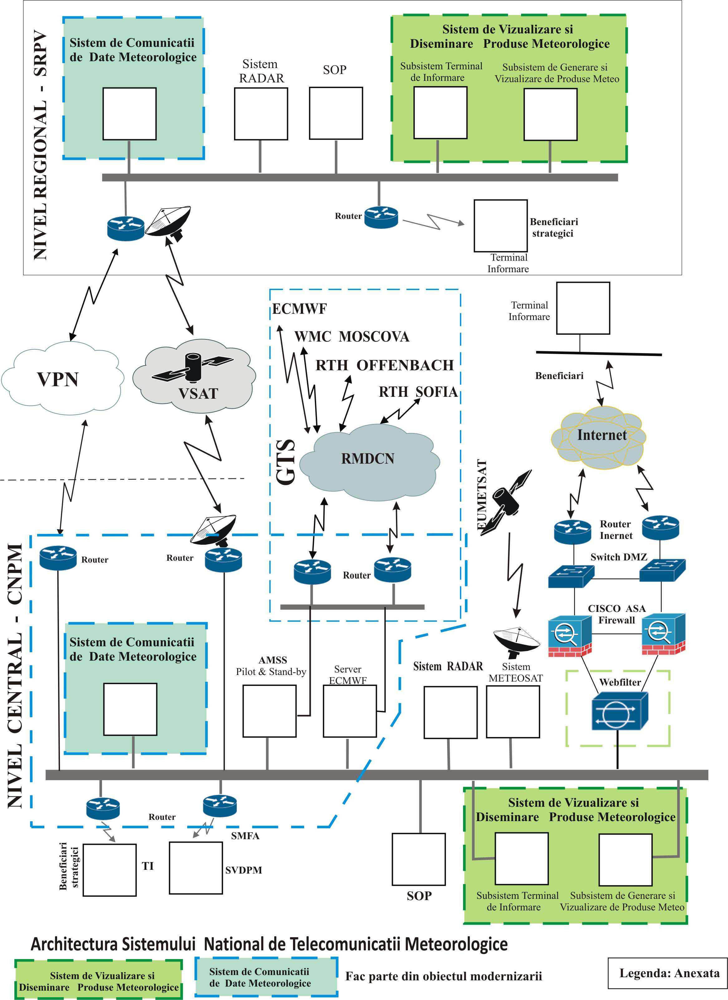 NIVEL REGIONAL - SRPV
Sistem de Comunicatii
de Date Meteorologice
Sistem
RADAR
SOP
Sistem de Vizualizare si
Diseminare Produse Meteorologice
Subsistem Terminal
de Informare
Subsistem de Generare si
Vizualizare de Produse Meteo
Router
Beneficiari
strategici
Terminal
Informare
VPN
VSAT
ECMWF
WMC MOSCOVA
RTH OFFENBACH
RTH SOFIA
GTS
RMDCN
Terminal
Informare
Beneficiari
Internet
EUMETSAT
Router
Inernet
Switch DMZ
CISCO ASA
Firewall
Webfilter
NIVEL CENTRAL - CNPM
Router
Router
Router
Sistem de Comunicatii
de Date Meteorologice
AMSS
Pilot & Stand-by
Server
ECMWF
Sistem RADAR
Sistem
METEOSAT
Router
Beneficiari
strategici
TI
SMFA
SVDPM
SOP
Sistem de Vizualizare si
Diseminare Produse Meteorologice
Subsistem Terminal
de Informare
Subsistem de Generare si
Vizualizare de Produse Meteo
Architectura Sistemului National de Telecomunicatii Meteorologice
Sistem de Vizualizare si
Diseminare Produse Meteorologice
Sistem de Comunicatii
de Date Meteorologice
Fac parte din obiectul modernizarii
Legenda: Anexata